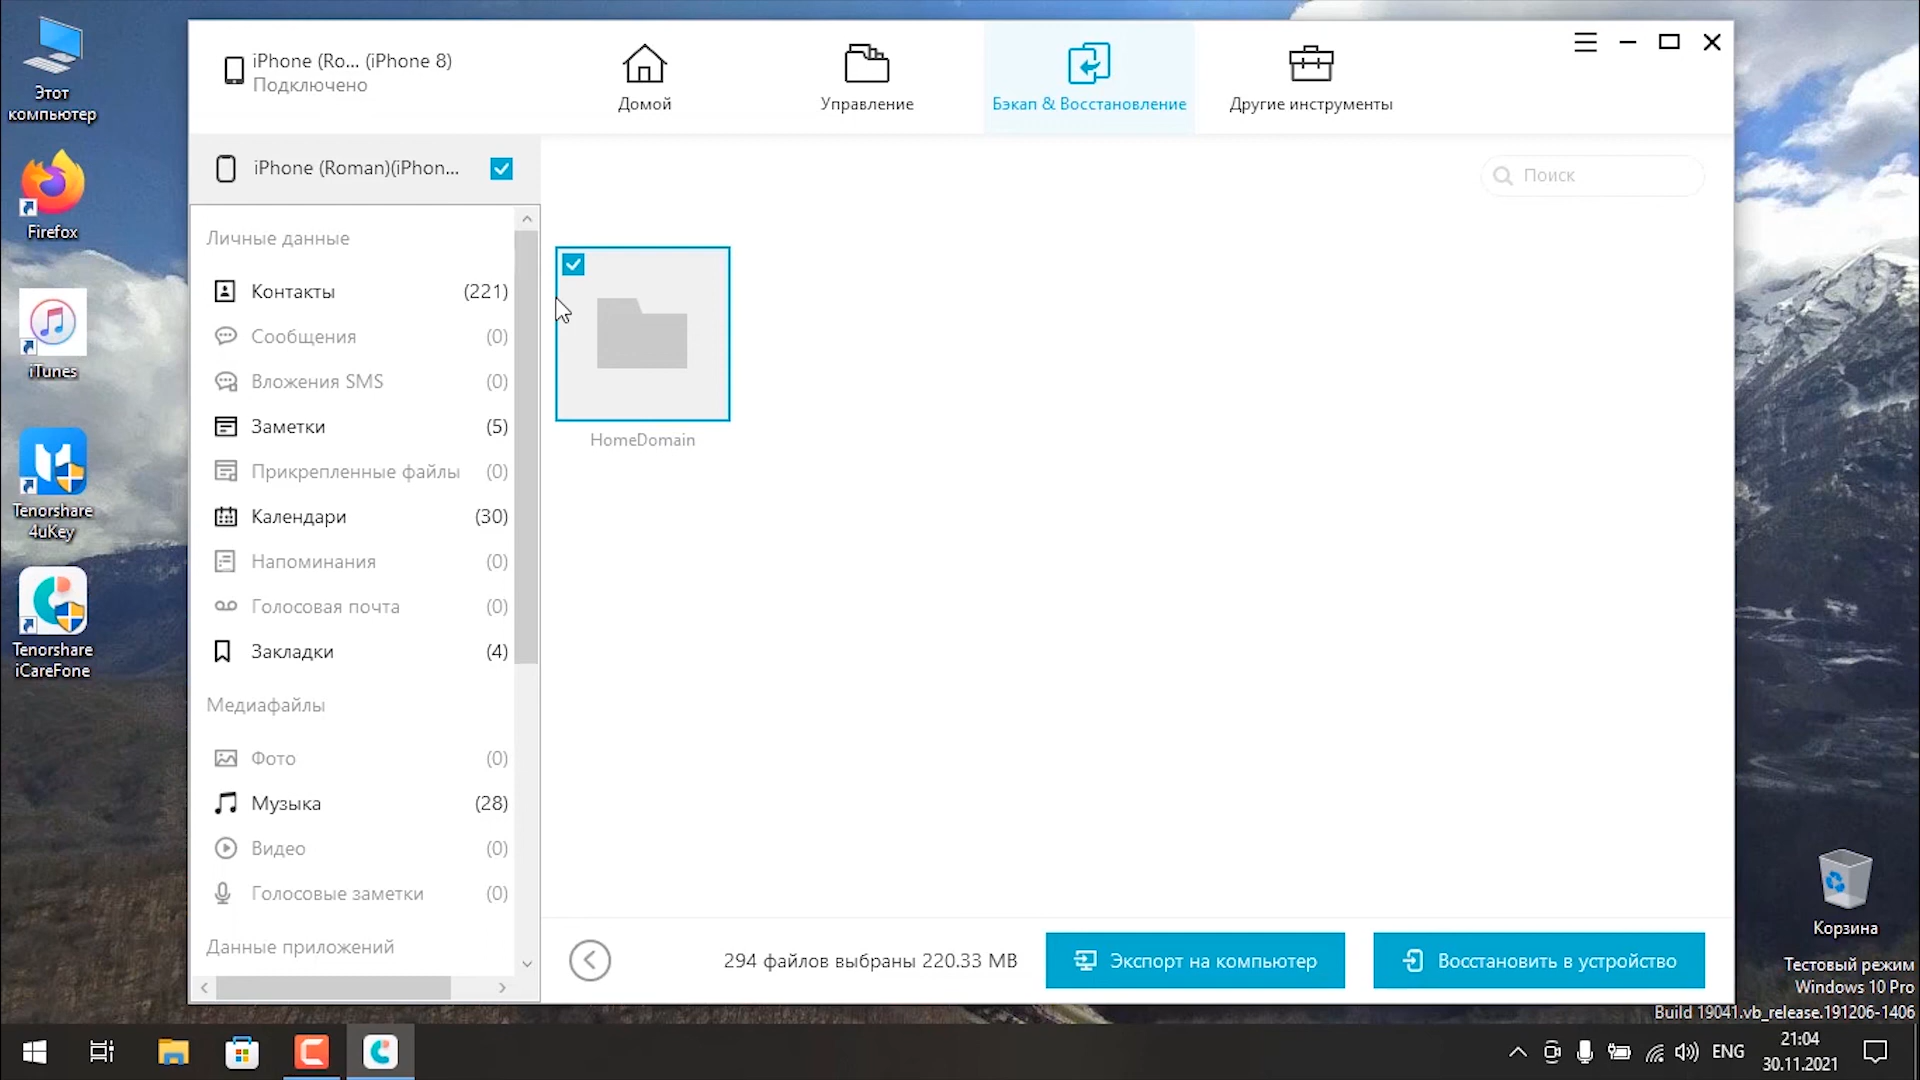 Этот
компьютер
Firefox
iTunes
Tenorshare
4uKey
Tenorshare
iCareFone
iPhone (Ro... (iPhone 8)
Подключено
Домой
Управление
Бэкап & Восстановление
Другие инструменты
iPhone (Roman)(iPhon...
Поиск
Личные данные
Контакты (221)
Сообщения (0)
Вложения SMS (0)
Заметки (5)
Прикрепленные файлы (0)
Календари (30)
Напоминания (0)
Голосовая почта (0)
Закладки (4)
Медиафайлы
Фото (0)
Музыка (28)
Видео (0)
Голосовые заметки (0)
Данные приложений
HomeDomain
294 файлов выбраны 220.33 MB
Экспорт на компьютер
Восстановить в устройство
Корзина
Тестовый режим
Windows 10 Pro
Build 19041.vb_release.191206-1406
ENG
21:04
30.11.2021